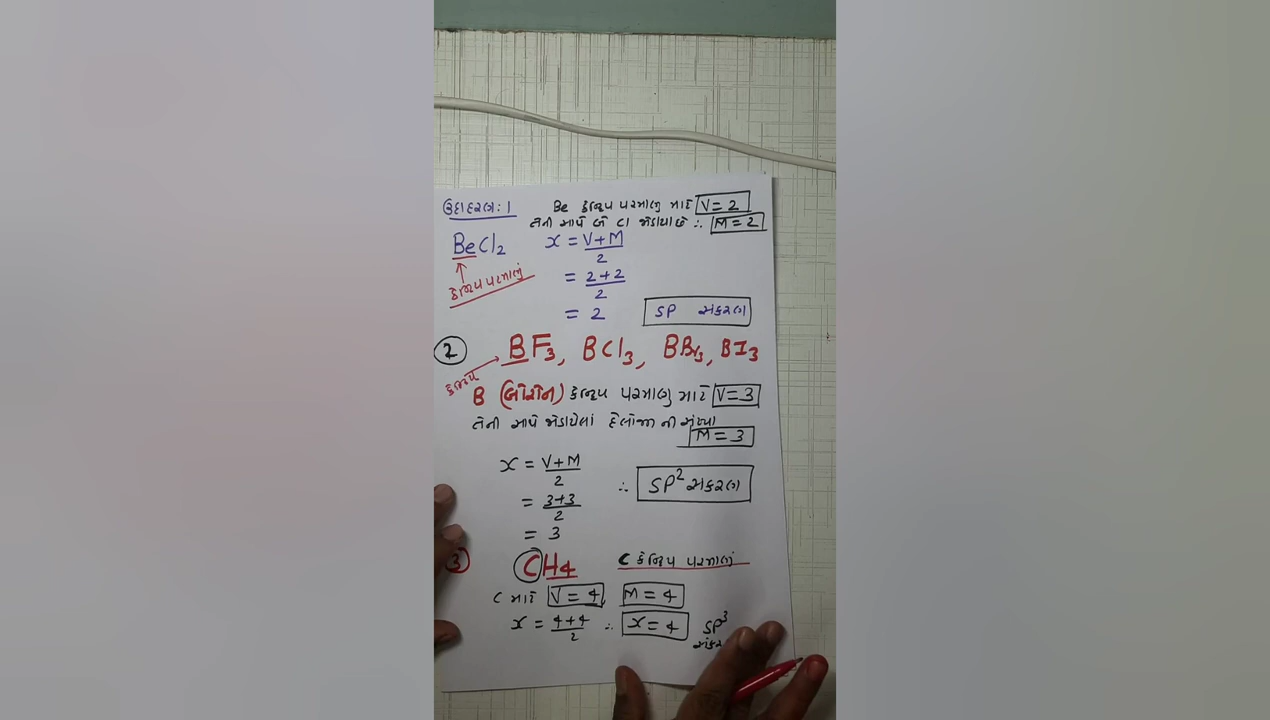 ઉદાહરણ: 1
Be કેન્દ્રિય પરમાણુ માટે V = 2
તેની સાથે બે Cl જોડાયા છે ∴ M = 2
BeCl2
કેન્દ્રિય પરમાણું
x = V+M / 2
= 2+2 / 2
= 2
SP સંકરણ
2 BF3, BCl3, BBr3, BI3
કેન્દ્રિય
B (બોરોન) કેન્દ્રિય પરમાણુ માટે V = 3
તેની સાથે જોડાયેલાં હેલોજન ની સંખ્યા
M = 3
x = V+M / 2
= 3+3 / 2
= 3
∴ SP² સંકરણ
3 CH4 C કેન્દ્રિય પરમાણું
C માટે V = 4, M = 4
x = 4+4 / 2 ∴ x = 4 SP³